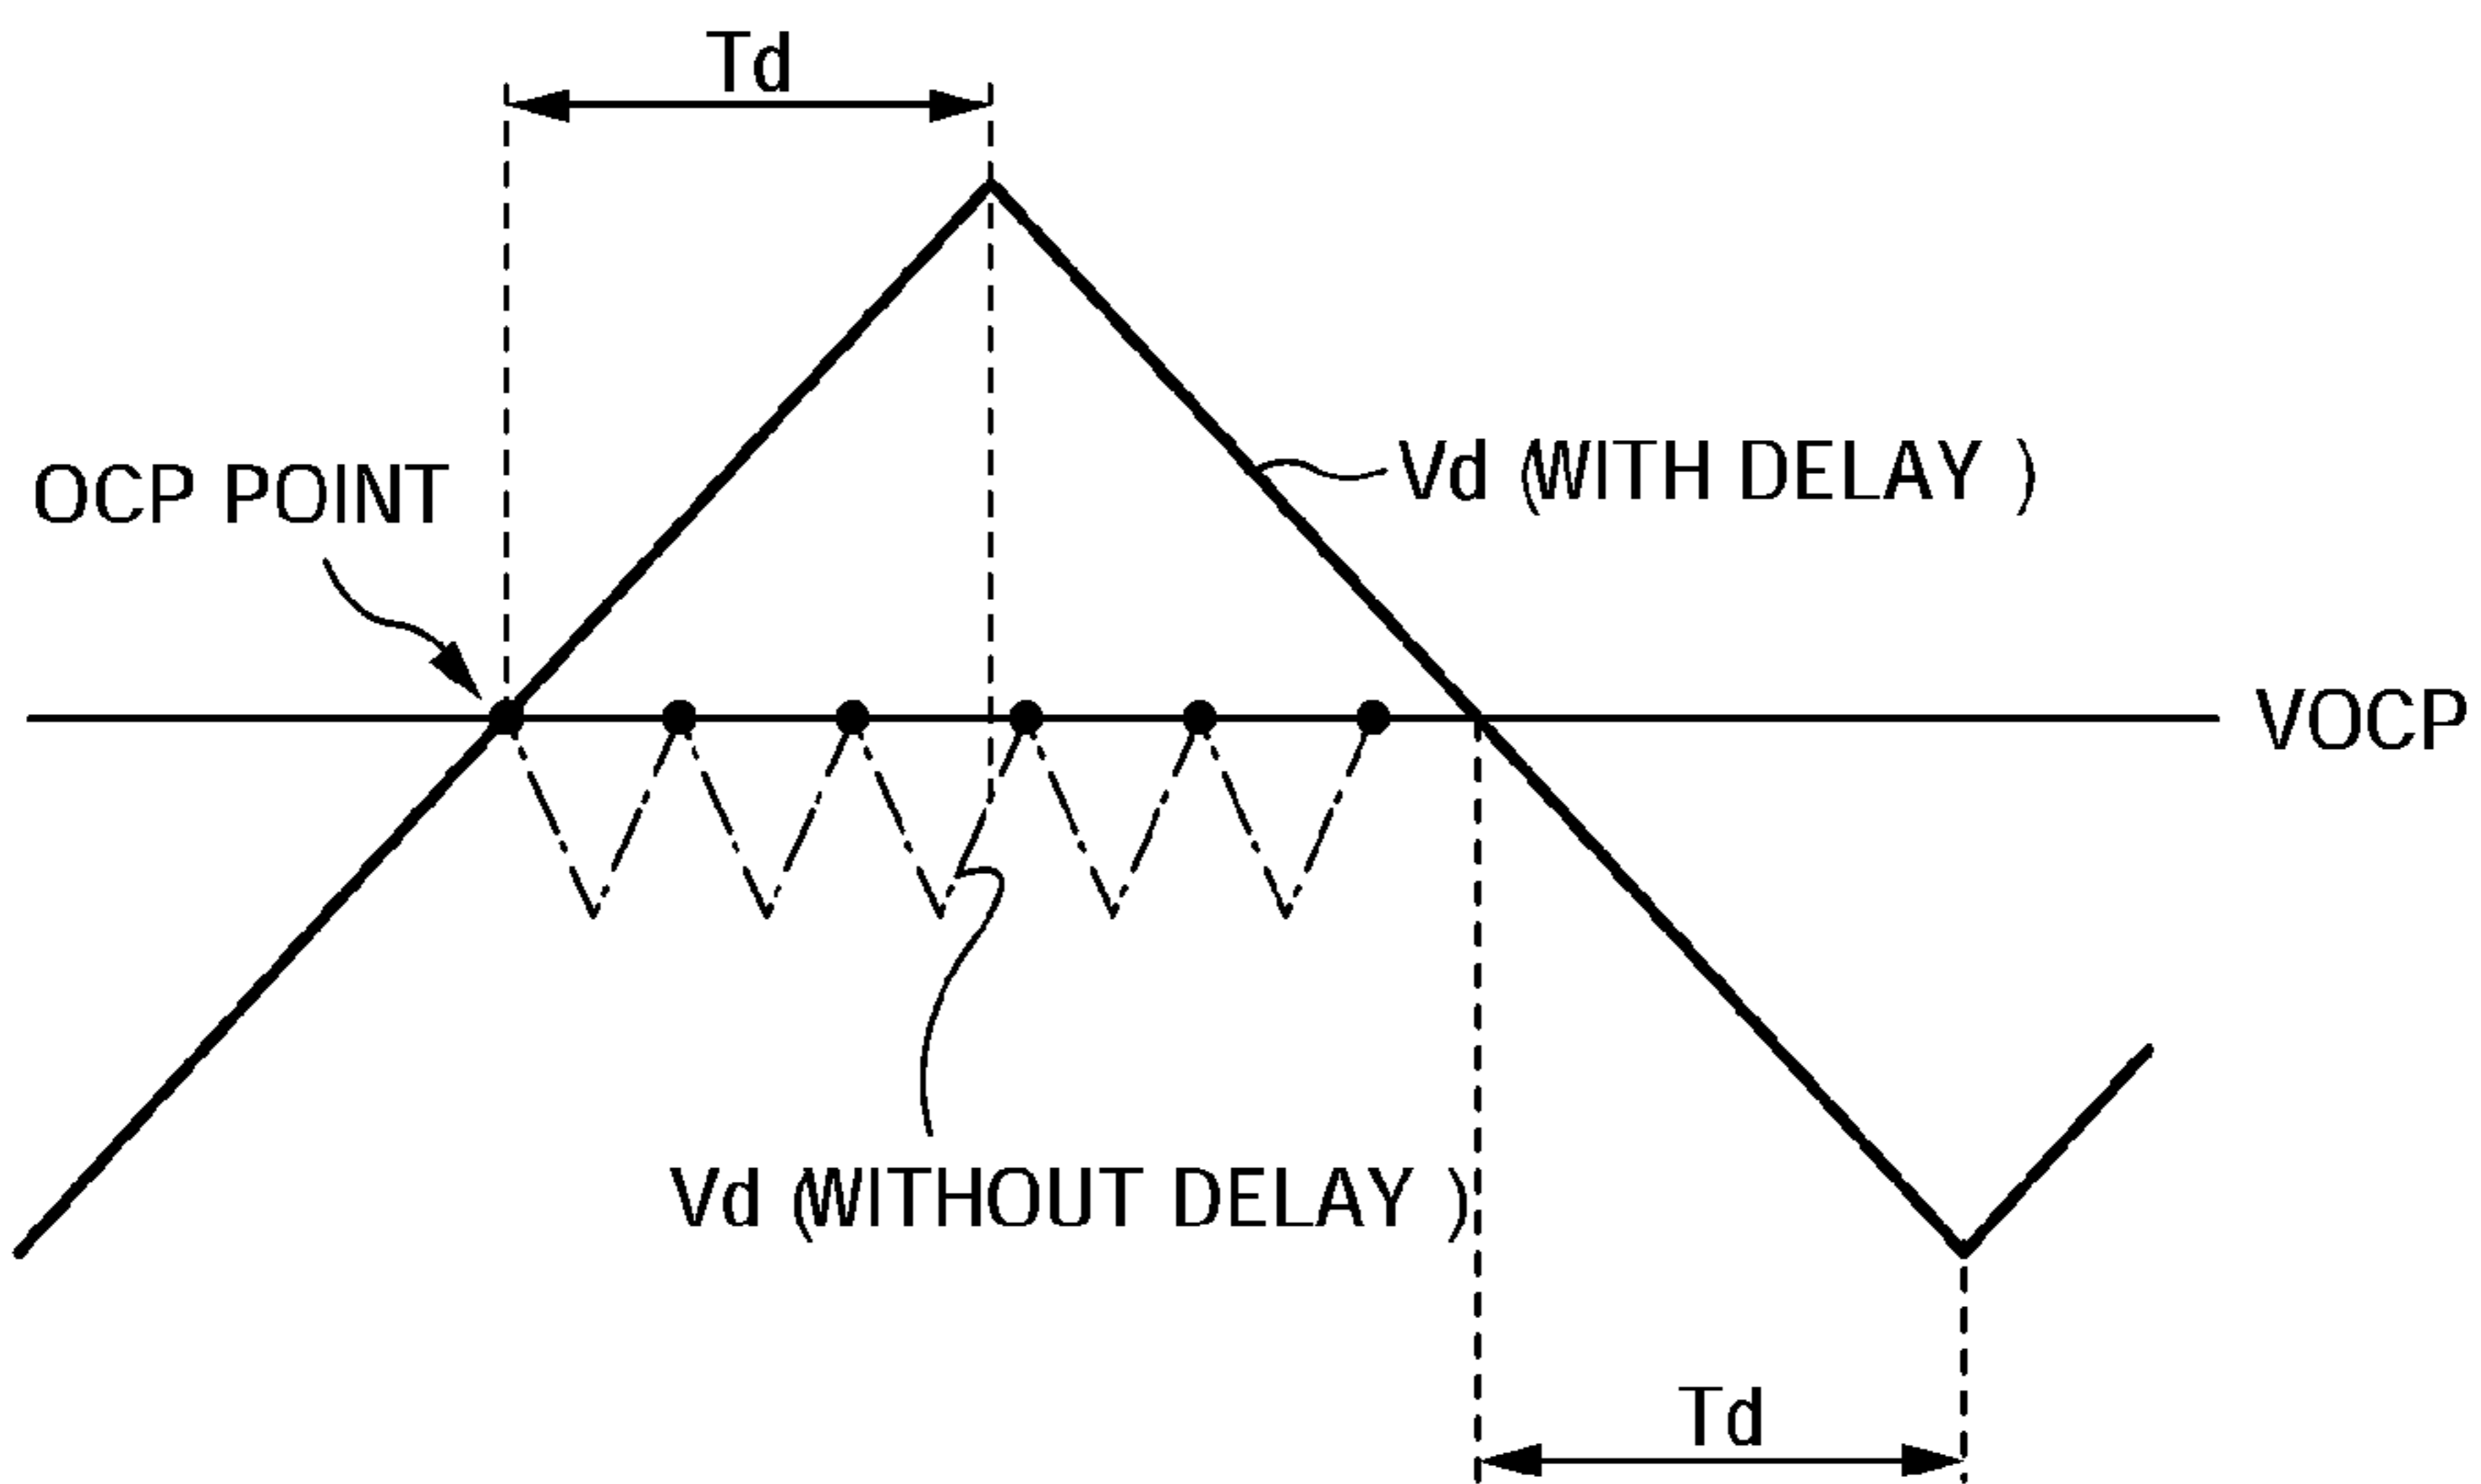 Td
OCP POINT
Vd (WITH DELAY )
VOCP
Vd (WITHOUT DELAY )
Td